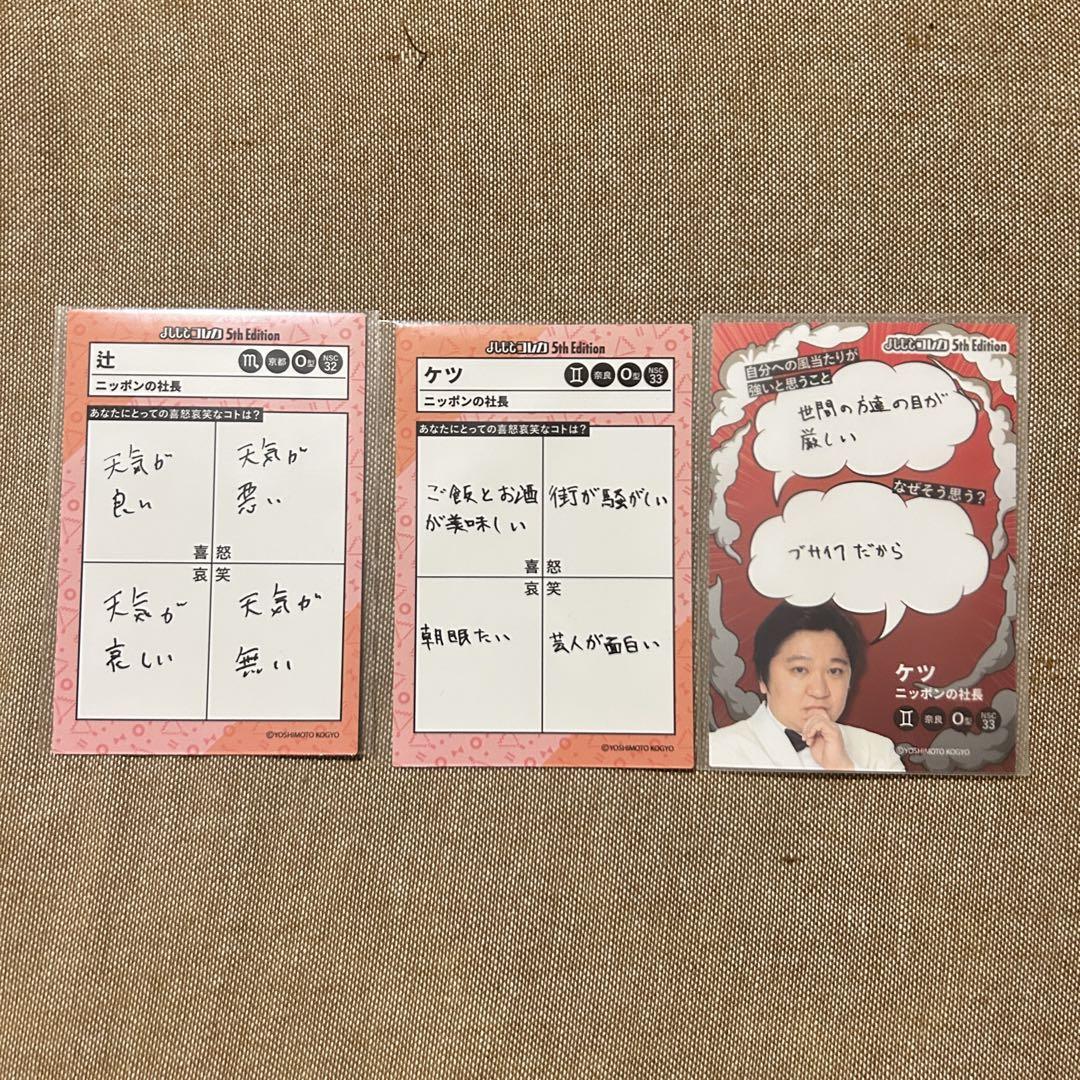 よしもとコレカ 5th Edition
辻
♏ 京都 O型 NSC 32
ニッポンの社長
あなたにとっての喜怒哀笑なコトは?
天気が
良い
天気が
悪い
喜 怒
哀 笑
天気が
哀しい
天気が
無い
©YOSHIMOTO KOGYO
よしもとコレカ 5th Edition
ケツ
♊ 奈良 O型 NSC 33
ニッポンの社長
あなたにとっての喜怒哀笑なコトは?
ご飯とお酒
が美味しい
街が騒がしい
喜 怒
哀 笑
朝眠たい
芸人が面白い
©YOSHIMOTO KOGYO
よしもとコレカ 5th Edition
自分への風当たりが
強いと思うこと
世間の方達の目が
厳しい
なぜそう思う?
ブサイクだから
ケツ
ニッポンの社長
♊ 奈良 O型 NSC 33
©YOSHIMOTO KOGYO